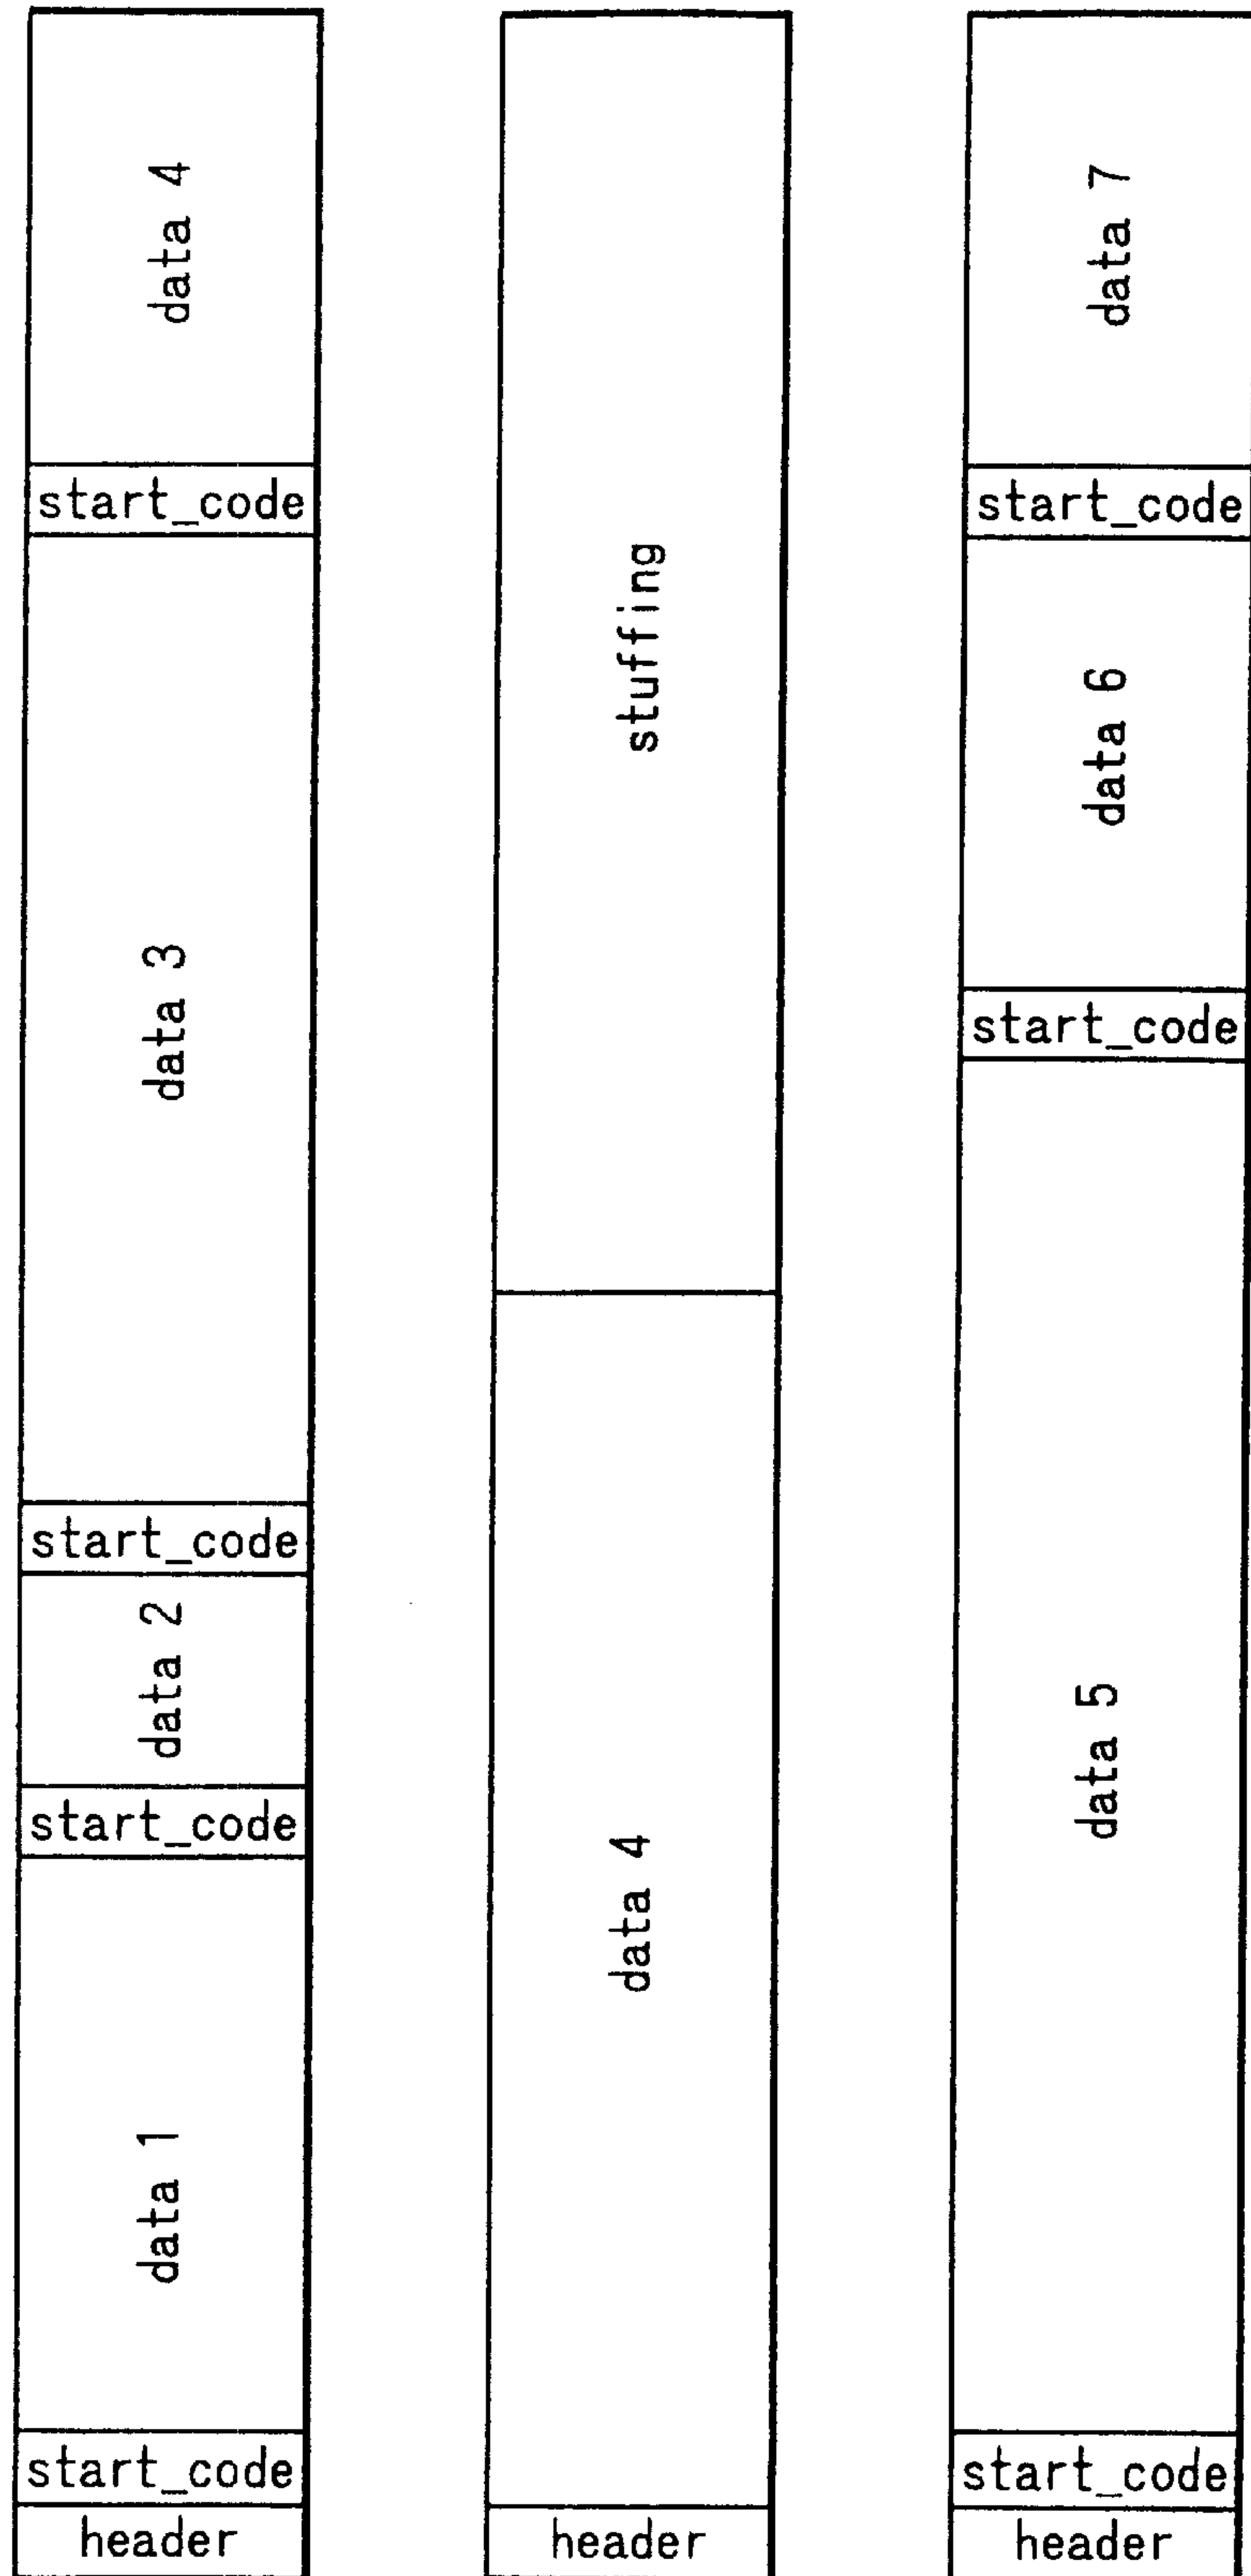 data 4
start_code
data 3
start_code
data 2
start_code
data 1
start_code
header
stuffing
data 4
header
data 7
start_code
data 6
start_code
data 5
start_code
header